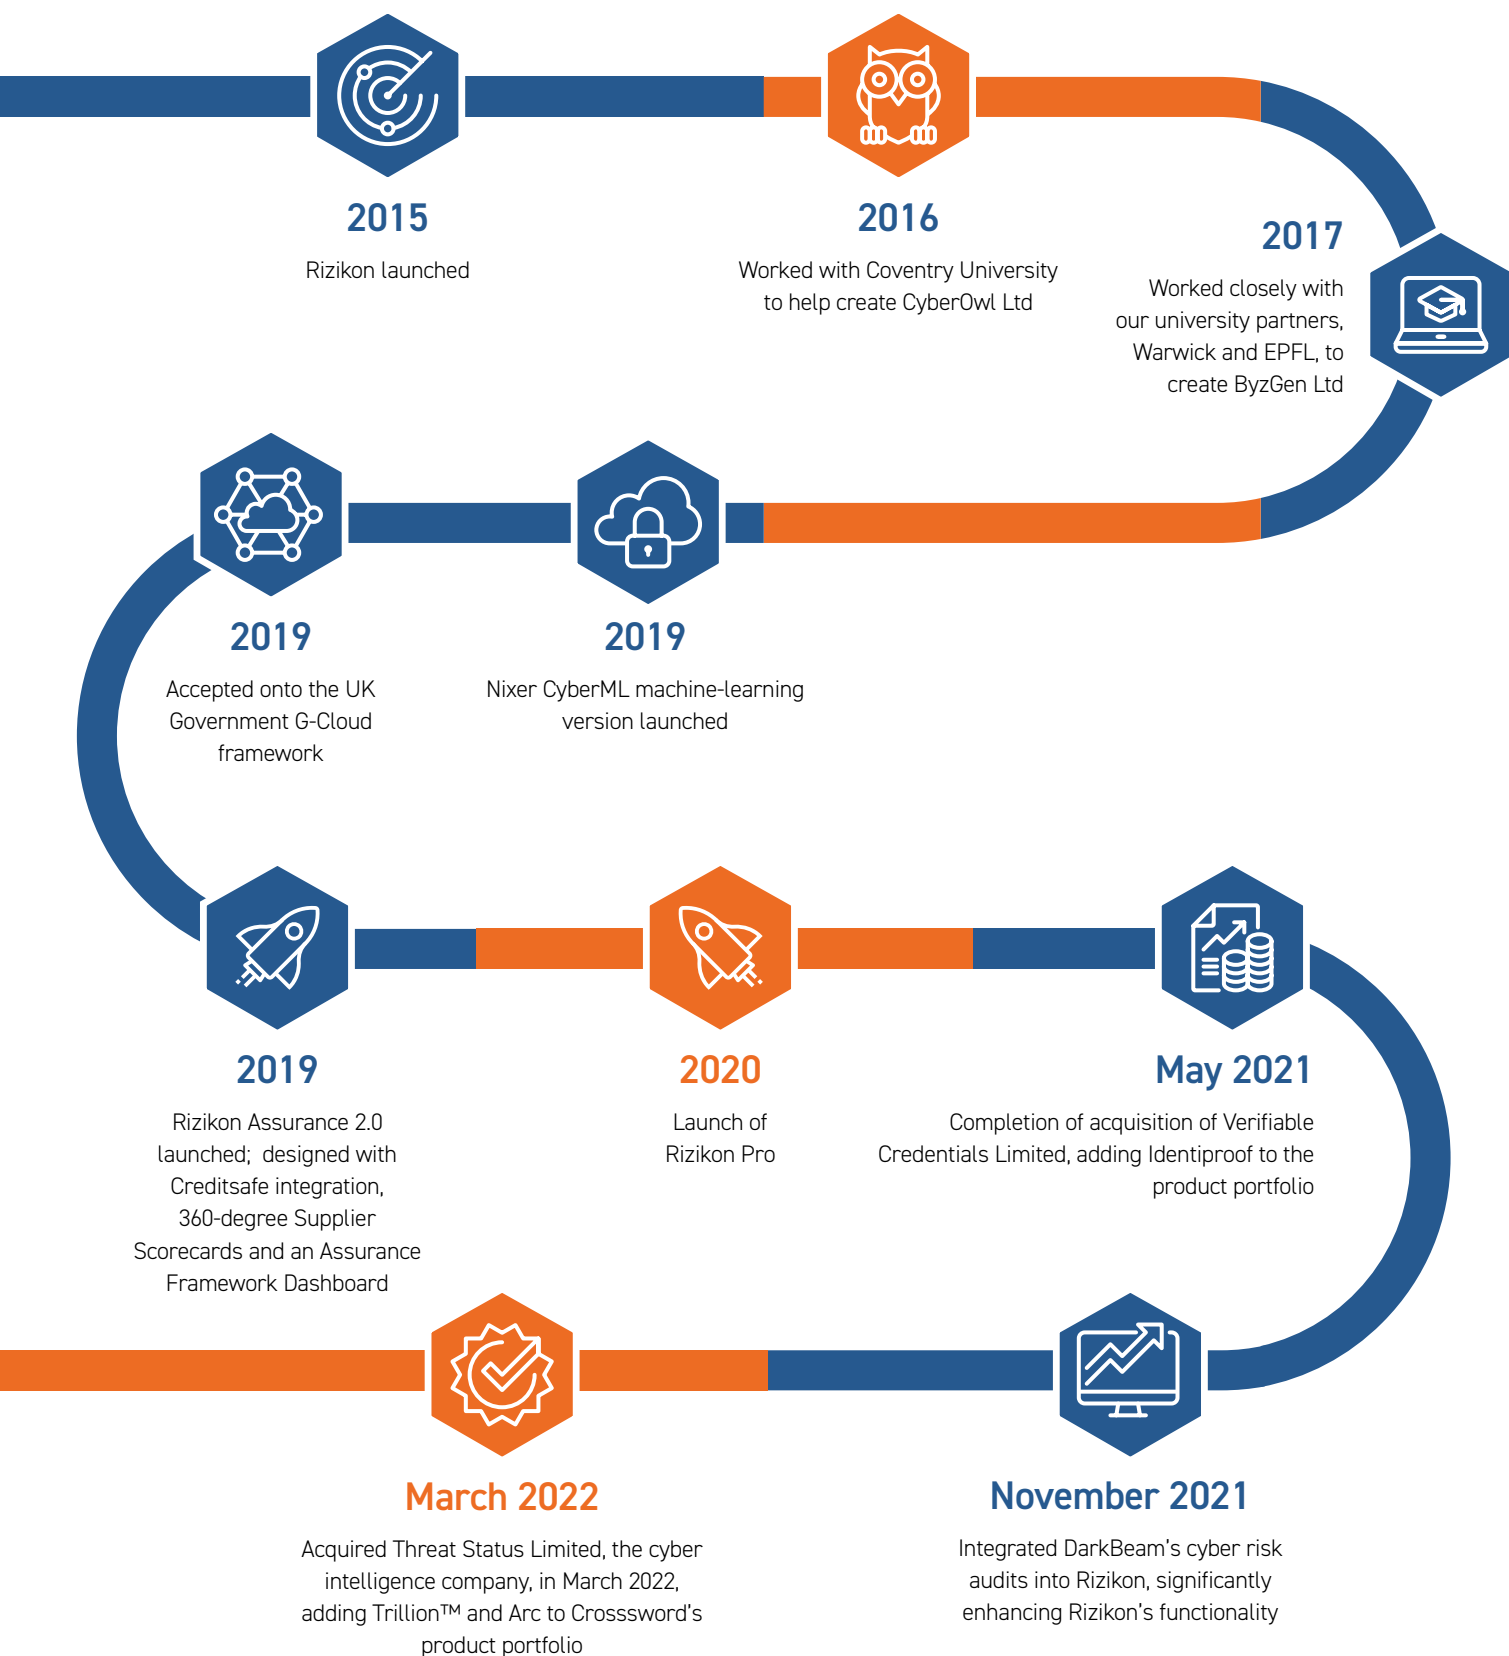 2015
Rizikon launched
2016
Worked with Coventry University
to help create CyberOwl Ltd
2017
Worked closely with
our university partners,
Warwick and EPFL, to
create ByzGen Ltd
2019
Nixer CyberML machine-learning
version launched
2019
Accepted onto the UK
Government G-Cloud
framework
2019
Rizikon Assurance 2.0
launched; designed with
Creditsafe integration,
360-degree Supplier
Scorecards and an Assurance
Framework Dashboard
2020
Launch of
Rizikon Pro
May 2021
Completion of acquisition of Verifiable
Credentials Limited, adding Identiproof to the
product portfolio
November 2021
Integrated DarkBeam's cyber risk
audits into Rizikon, significantly
enhancing Rizikon's functionality
March 2022
Acquired Threat Status Limited, the cyber
intelligence company, in March 2022,
adding Trillion™ and Arc to Crosssword's
product portfolio